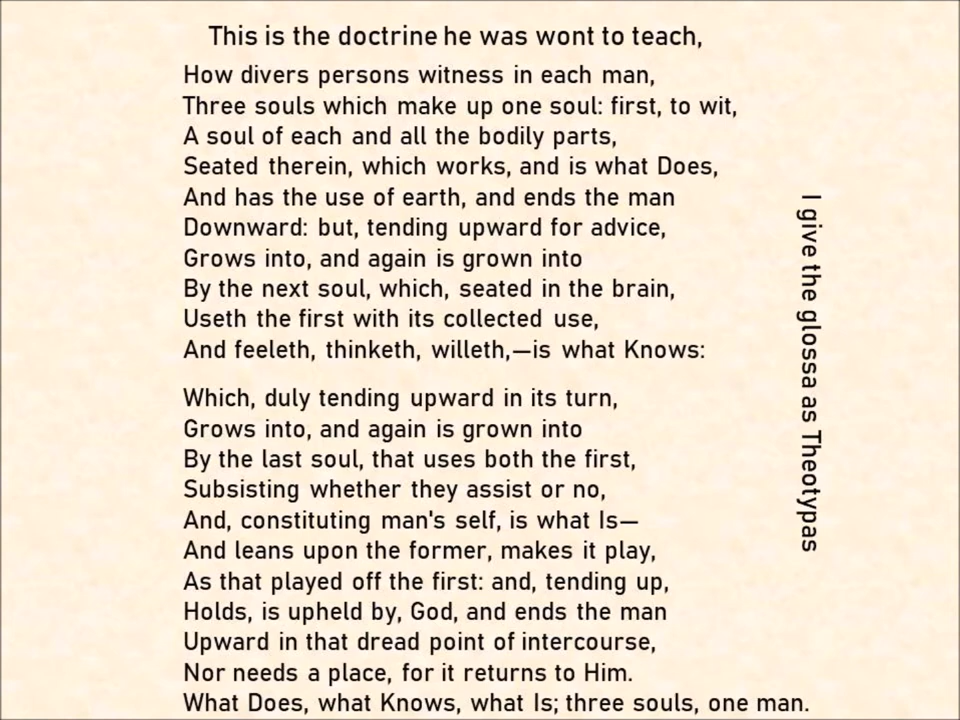 This is the doctrine he was wont to teach,
How divers persons witness in each man,
Three souls which make up one soul: first, to wit,
A soul of each and all the bodily parts,
Seated therein, which works, and is what Does,
And has the use of earth, and ends the man
Downward: but, tending upward for advice,
Grows into, and again is grown into
By the next soul, which, seated in the brain,
Useth the first with its collected use,
And feeleth, thinketh, willeth,—is what Knows:
Which, duly tending upward in its turn,
Grows into, and again is grown into
By the last soul, that uses both the first,
Subsisting whether they assist or no,
And, constituting man's self, is what Is—
And leans upon the former, makes it play,
As that played off the first: and, tending up,
Holds, is upheld by, God, and ends the man
Upward in that dread point of intercourse,
Nor needs a place, for it returns to Him.
What Does, what Knows, what Is; three souls, one man.
I give the glossa as Theotypas